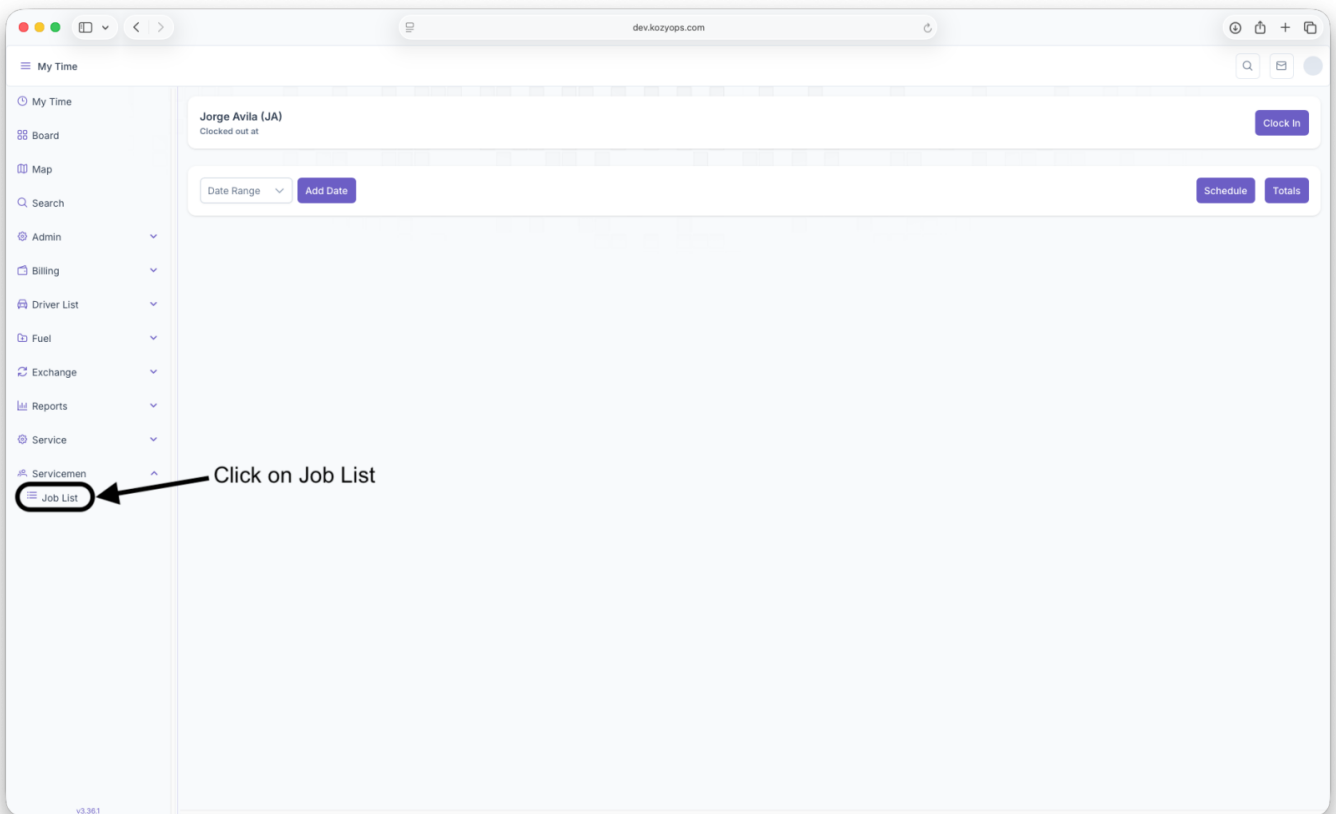 dev.kozyops.com
My Time
My Time
Board
Map
Search
Admin
Billing
Driver List
Fuel
Exchange
Reports
Service
Servicemen
Job List
v3.36.1
Jorge Avila (JA)
Clocked out at
Clock In
Date Range
Add Date
Schedule
Totals
Click on Job List